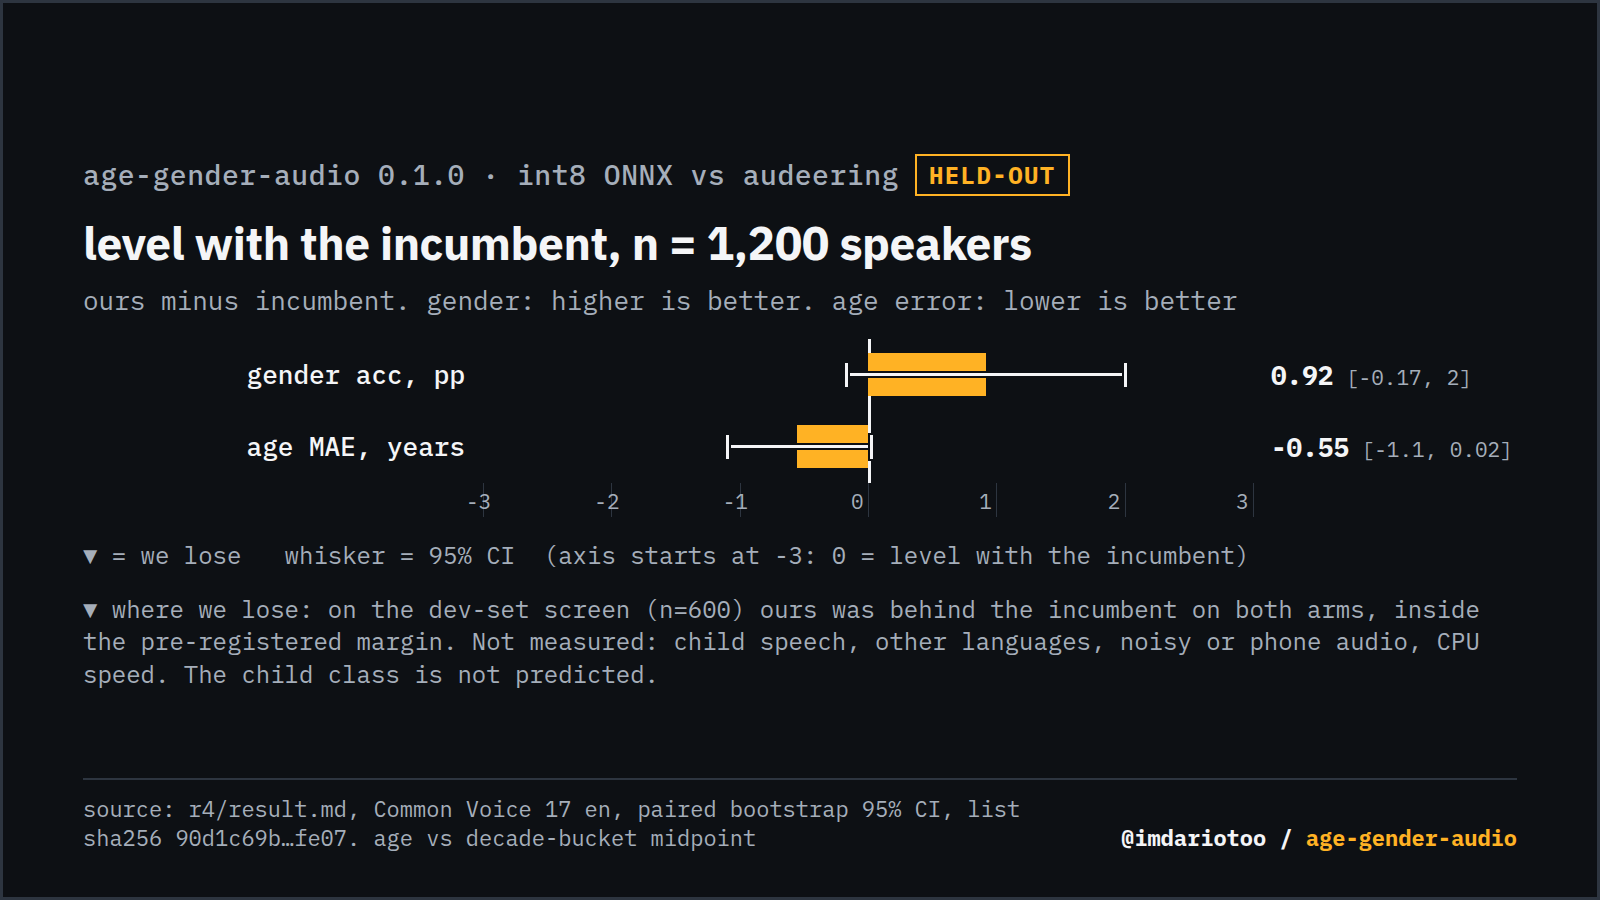 age-gender-audio 0.1.0 · int8 ONNX vs audeering HELD-OUT
level with the incumbent, n = 1,200 speakers
ours minus incumbent. gender: higher is better. age error: lower is better
gender acc, pp 0.92 [-0.17, 2]
age MAE, years -0.55 [-1.1, 0.02]
-3 -2 -1 0 1 2 3
▼ = we lose whisker = 95% CI (axis starts at -3: 0 = level with the incumbent)
▼ where we lose: on the dev-set screen (n=600) ours was behind the incumbent on both arms, inside
the pre-registered margin. Not measured: child speech, other languages, noisy or phone audio, CPU
speed. The child class is not predicted.
source: r4/result.md, Common Voice 17 en, paired bootstrap 95% CI, list
sha256 90d1c69b…fe07. age vs decade-bucket midpoint
@imdariotoo / age-gender-audio